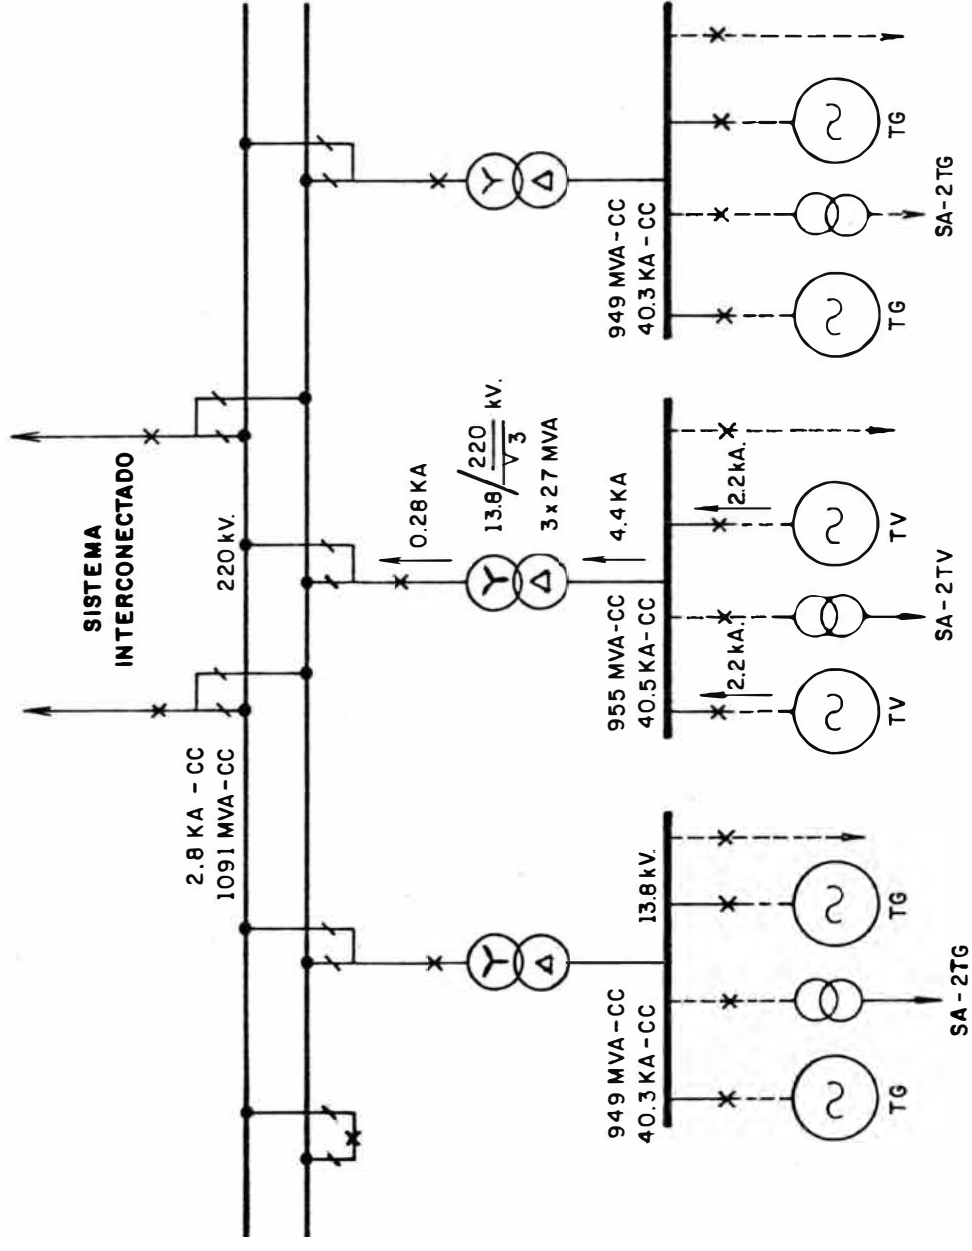 SISTEMA
INTERCONECTADO
2.8 KA - CC
1091 MVA-CC
220 kV.
0.28 KA
13.8/220/√3 kV.
3 x 27 MVA
4.4 KA
949 MVA-CC
40.3 KA-CC
13.8 kV.
955 MVA-CC
40.5 KA-CC
949 MVA-CC
40.3 KA-CC
2.2 kA.
2.2 kA.
TG
TG
TV
TV
TG
TG
SA-2TG
SA-2TV
SA-2TG